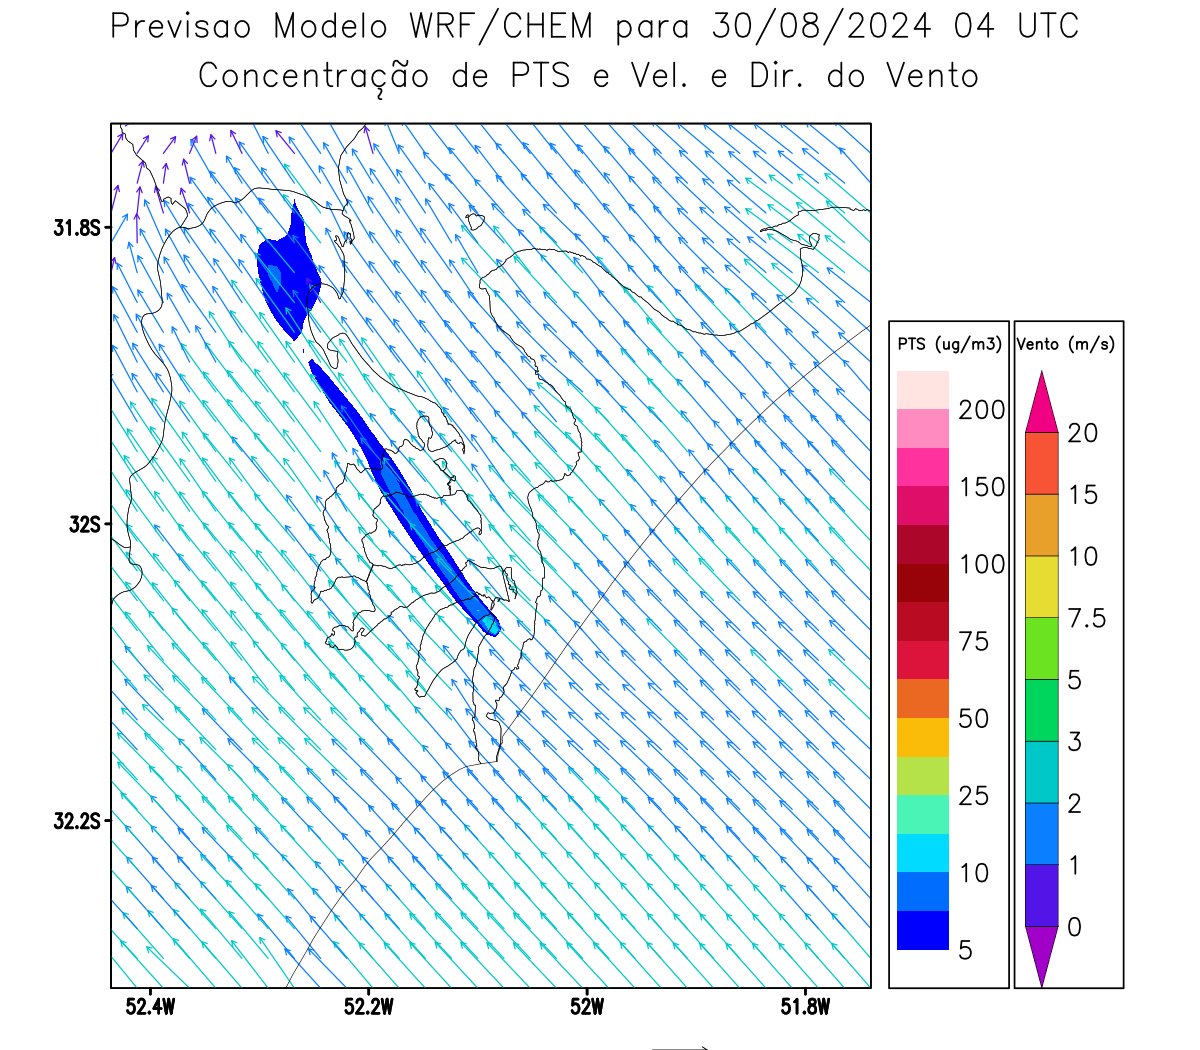 Previsao Modelo WRF/CHEM para 30/08/2024 04 UTC
Concentração de PTS e Vel. e Dir. do Vento
31.8S
32S
32.2S
52.4W
52.2W
52W
51.8W
PTS (ug/m3)
200
150
100
75
50
25
10
5
Vento (m/s)
20
15
10
7.5
5
3
2
1
0